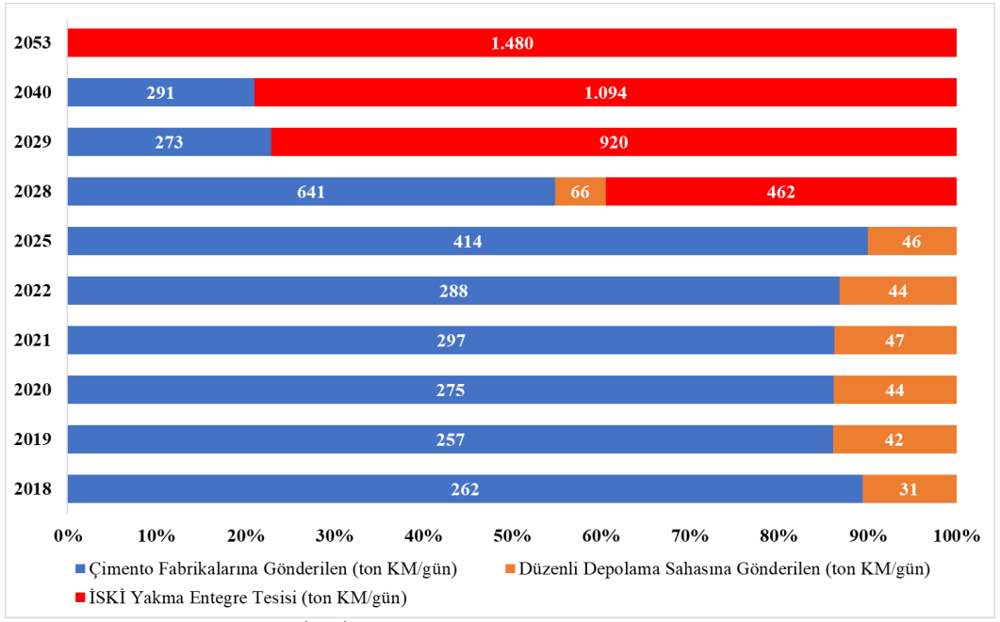 2053 1.480
2040 291 1.094
2029 273 920
2028 641 66 462
2025 414 46
2022 288 44
2021 297 47
2020 275 44
2019 257 42
2018 262 31
0% 10% 20% 30% 40% 50% 60% 70% 80% 90% 100%
Çimento Fabrikalarına Gönderilen (ton KM/gün) Düzenli Depolama Sahasına Gönderilen (ton KM/gün)
İSKİ Yakma Entegre Tesisi (ton KM/gün)